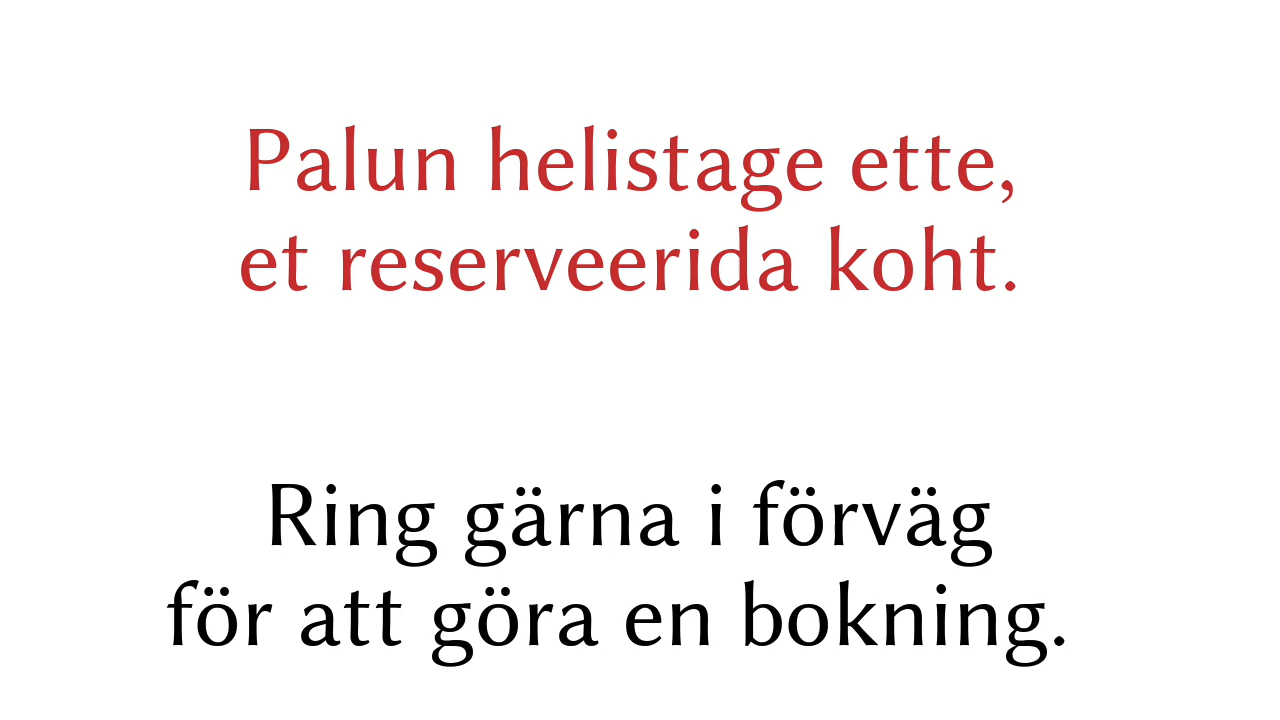 Palun helistage ette,
et reserveerida koht.
Ring gärna i förväg
för att göra en bokning.